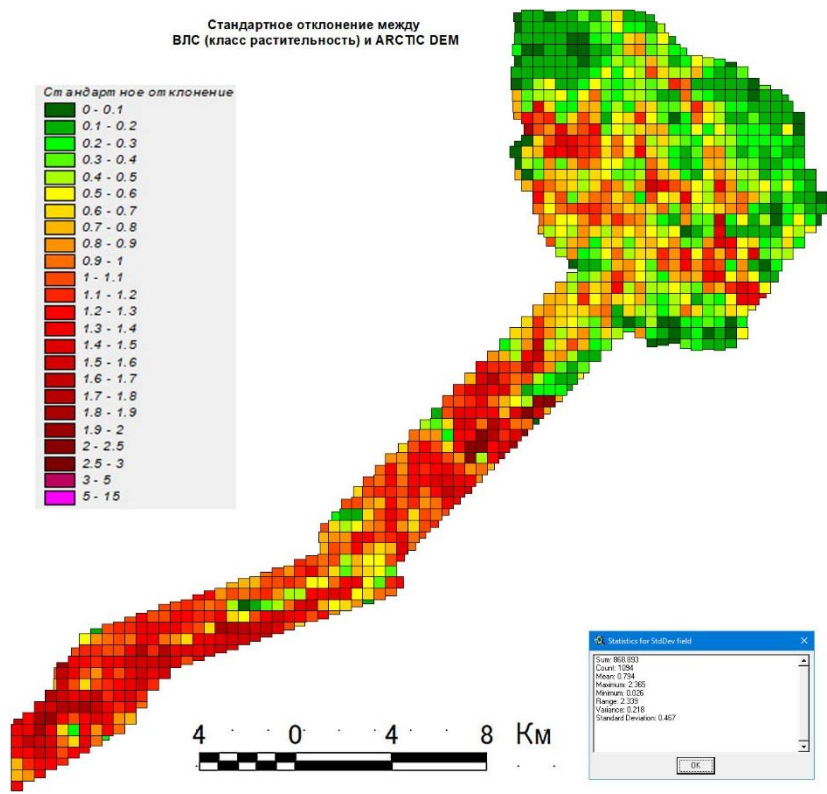 Стандартное отклонение между
ВЛС (класс растительность) и ARCTIC DEM
Стандартное отклонение
0 - 0.1
0.1 - 0.2
0.2 - 0.3
0.3 - 0.4
0.4 - 0.5
0.5 - 0.6
0.6 - 0.7
0.7 - 0.8
0.8 - 0.9
0.9 - 1
1 - 1.1
1.1 - 1.2
1.2 - 1.3
1.3 - 1.4
1.4 - 1.5
1.5 - 1.6
1.6 - 1.7
1.7 - 1.8
1.8 - 1.9
1.9 - 2
2 - 2.5
2.5 - 3
3 - 5
5 - 15
Statistics for StdDev field
Sum: 868.893
Count: 1094
Mean: 0.794
Maximum: 2.365
Minimum: 0.026
Range: 2.339
Variance: 0.218
Standard Deviation: 0.467
OK
4 0 4 8 Км